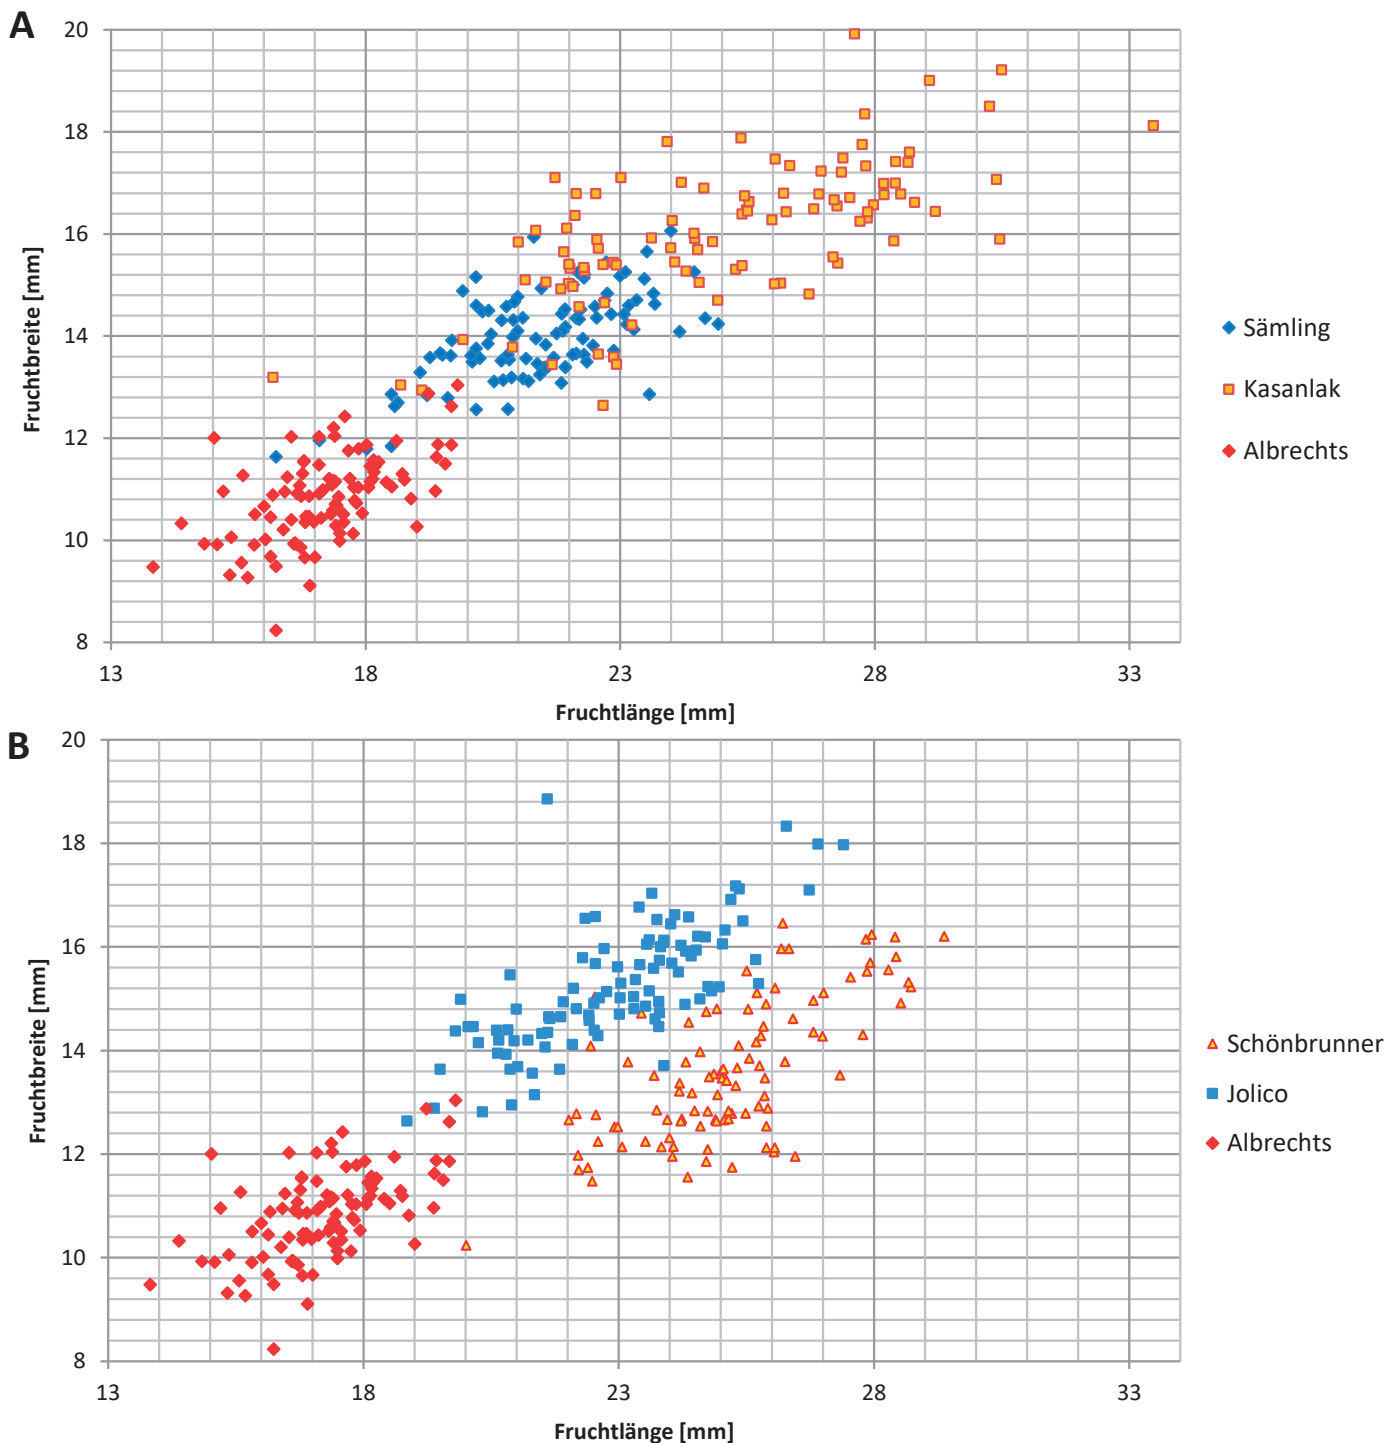 A
20
18
16
14
12
10
8
Fruchtbreite [mm]
13 18 23 28 33
Fruchtlänge [mm]
Sämling
Kasanlak
Albrechts
B
20
18
16
14
12
10
8
Fruchtbreite [mm]
13 18 23 28 33
Fruchtlänge [mm]
Schönbrunner
Jolico
Albrechts